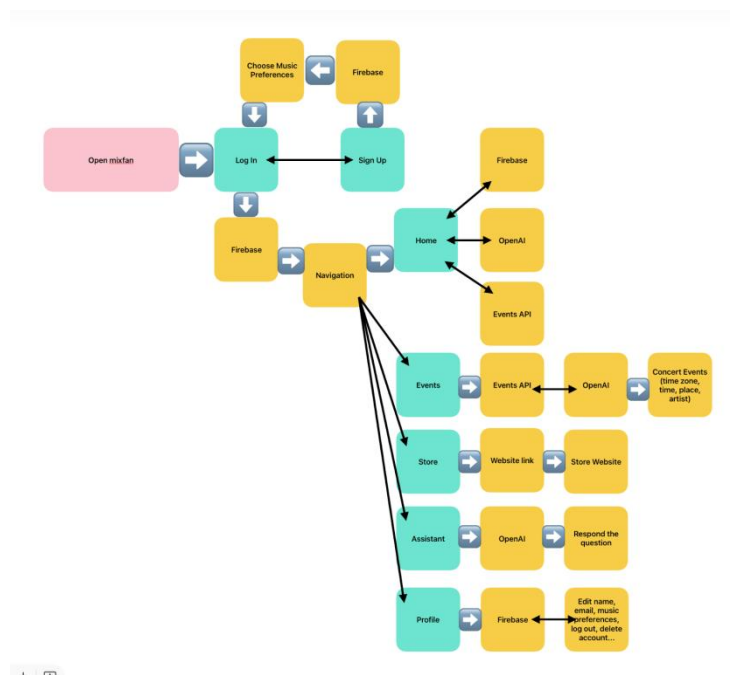 Choose Music
Preferences
Firebase
Open mixfan
Log In
Sign Up
Firebase
Firebase
Navigation
Home
OpenAI
Events API
Events
Events API
OpenAI
Concert Events
(time zone,
time, place,
artist)
Store
Website link
Store Website
Assistant
OpenAI
Respond the
question
Profile
Firebase
Edit name,
email, music
preferences,
log out, delete
account...